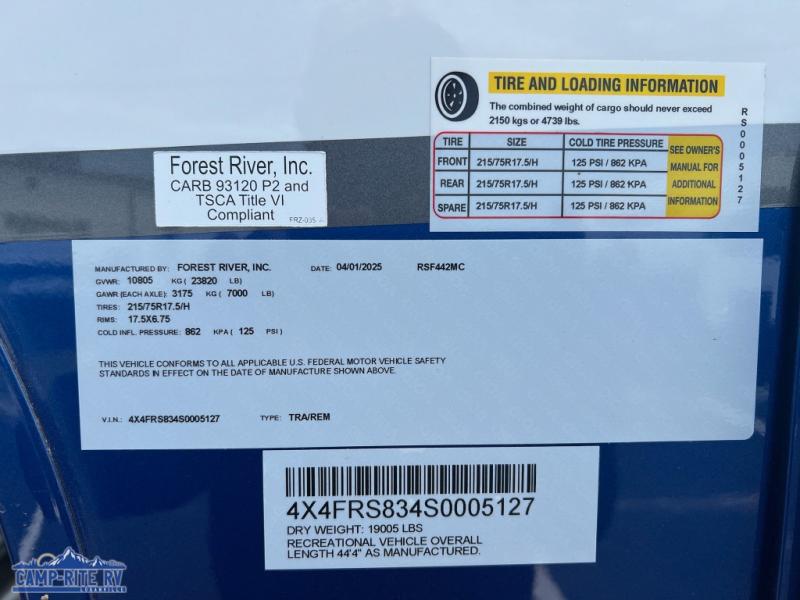 TIRE AND LOADING INFORMATION
The combined weight of cargo should never exceed
2150 kgs or 4739 lbs.
TIRE SIZE COLD TIRE PRESSURE SEE OWNER'S
MANUAL FOR
ADDITIONAL
INFORMATION
FRONT 215/75R17.5/H 125 PSI / 862 KPA
REAR 215/75R17.5/H 125 PSI / 862 KPA
SPARE 215/75R17.5/H 125 PSI / 862 KPA
RS0005127
Forest River, Inc.
CARB 93120 P2 and
TSCA Title VI
Compliant
FRZ-035
MANUFACTURED BY: FOREST RIVER, INC. DATE: 04/01/2025 RSF442MC
GVWR: 10805 KG ( 23820 LB)
GAWR (EACH AXLE): 3175 KG ( 7000 LB)
TIRES: 215/75R17.5/H
RIMS: 17.5X6.75
COLD INFL. PRESSURE: 862 KPA ( 125 PSI )
THIS VEHICLE CONFORMS TO ALL APPLICABLE U.S. FEDERAL MOTOR VEHICLE SAFETY
STANDARDS IN EFFECT ON THE DATE OF MANUFACTURE SHOWN ABOVE.
V.I.N.: 4X4FRS834S0005127 TYPE: TRA/REM
4X4FRS834S0005127
DRY WEIGHT: 19005 LBS
RECREATIONAL VEHICLE OVERALL
LENGTH 44'4" AS MANUFACTURED.
CAMP-RITE RV